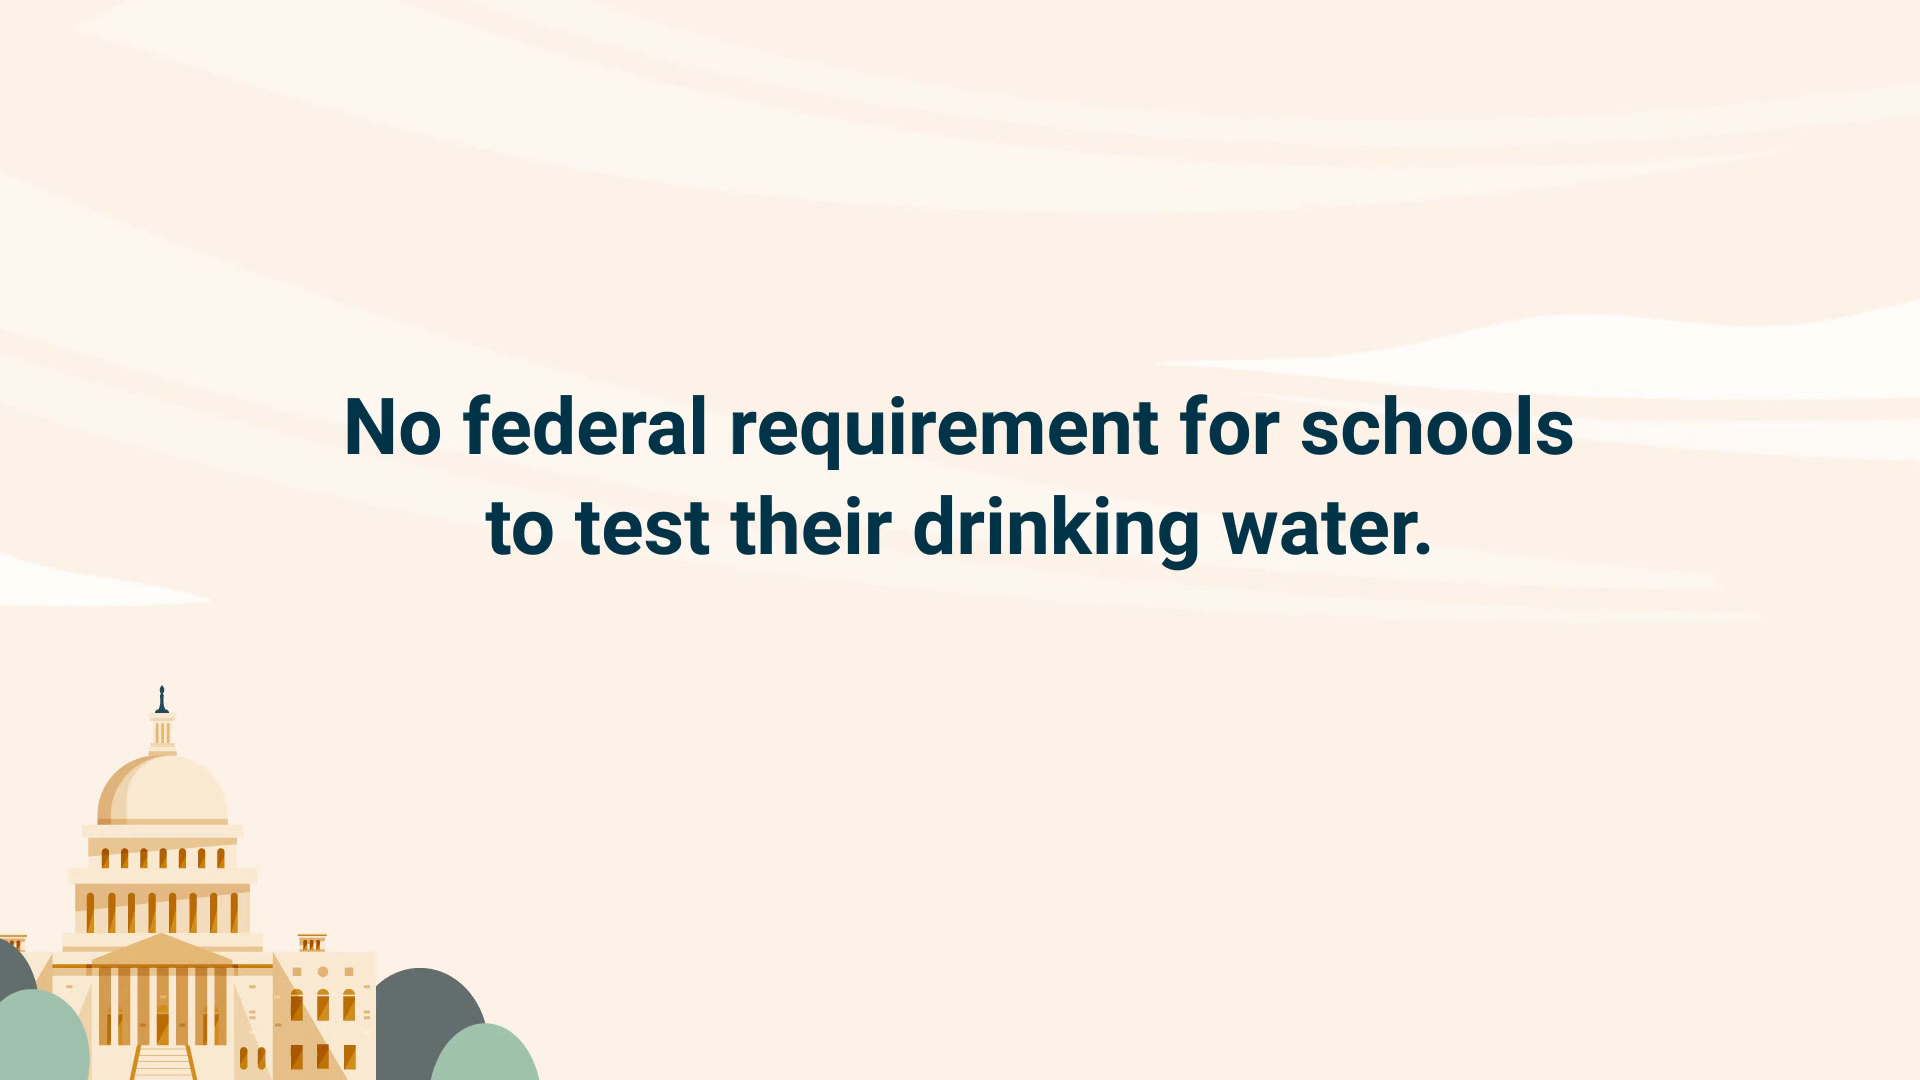 No federal requirement for schools
to test their drinking water.